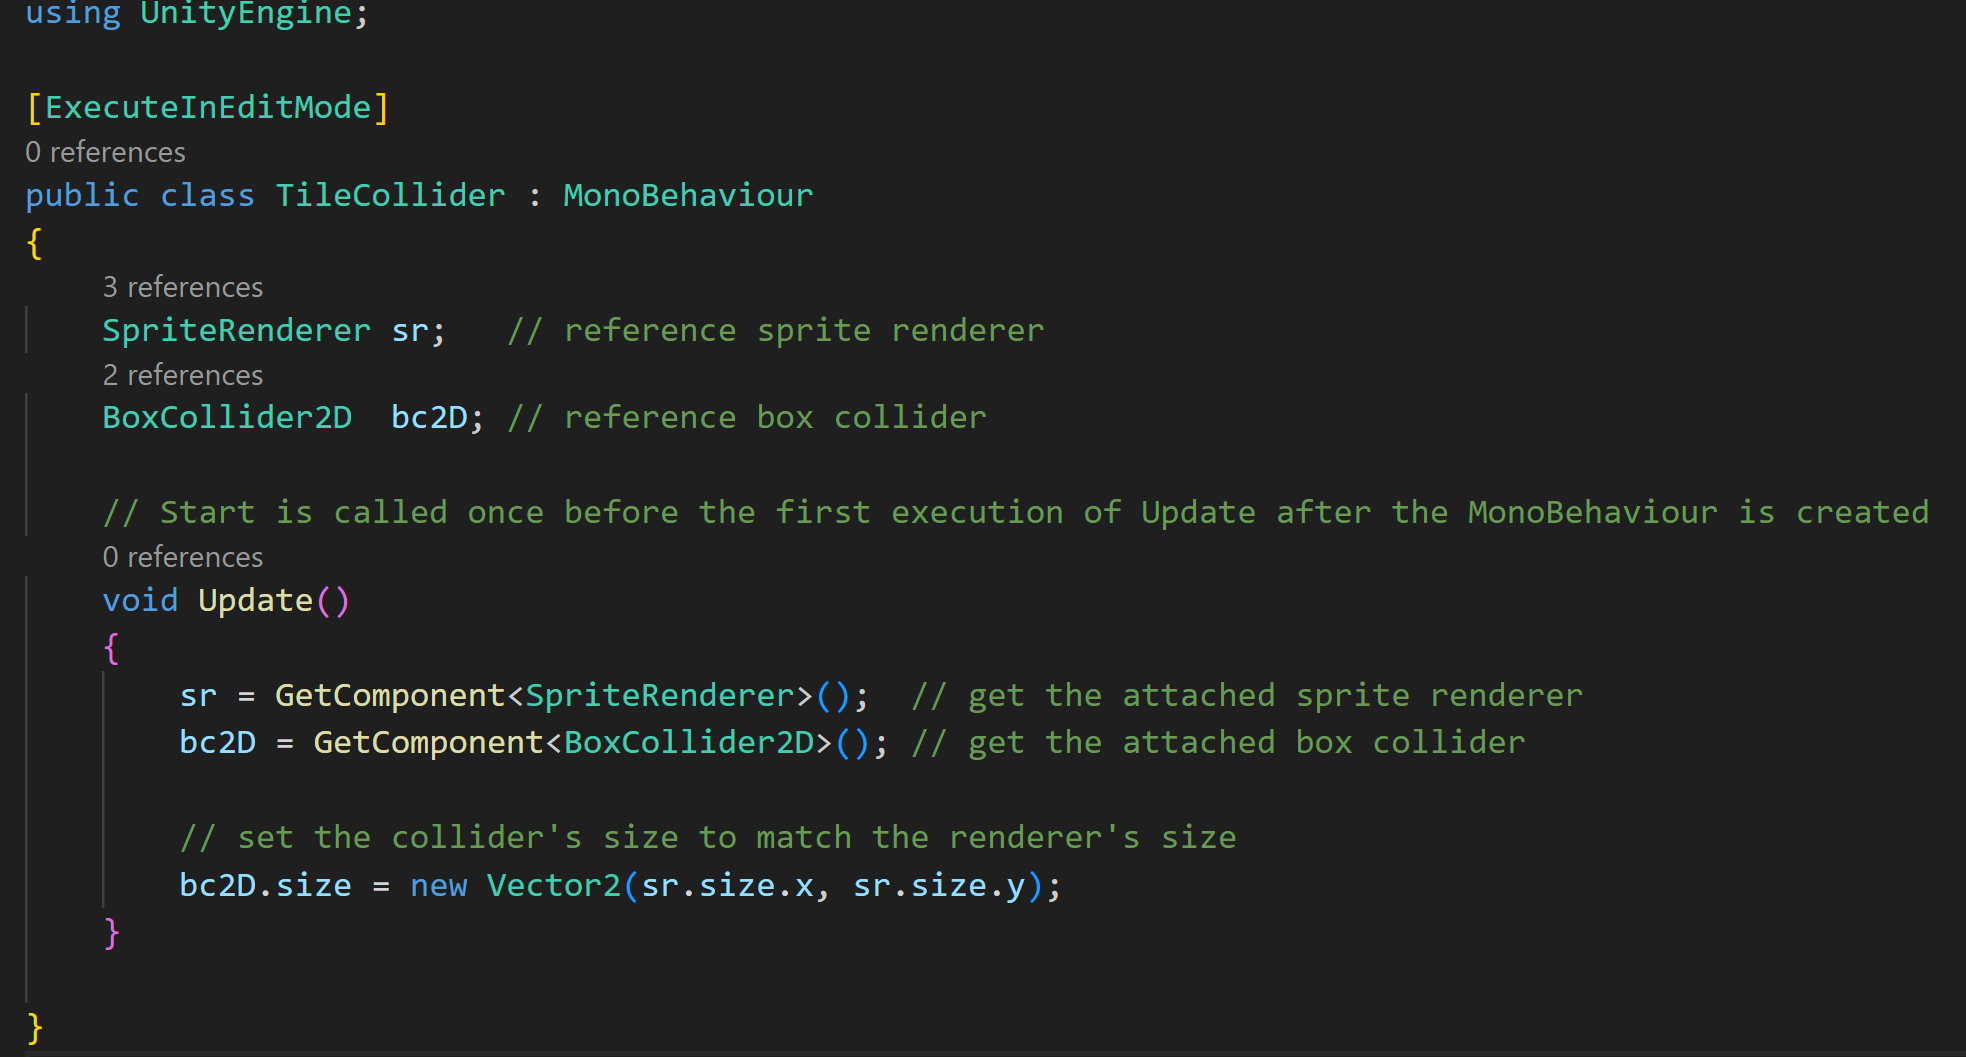 using UnityEngine;
[ExecuteInEditMode]
0 references
public class TileCollider : MonoBehaviour
{
3 references
SpriteRenderer sr;   // reference sprite renderer
2 references
BoxCollider2D  bc2D; // reference box collider
// Start is called once before the first execution of Update after the MonoBehaviour is created
0 references
void Update()
{
sr = GetComponent<SpriteRenderer>();  // get the attached sprite renderer
bc2D = GetComponent<BoxCollider2D>(); // get the attached box collider
// set the collider's size to match the renderer's size
bc2D.size = new Vector2(sr.size.x, sr.size.y);
}
}